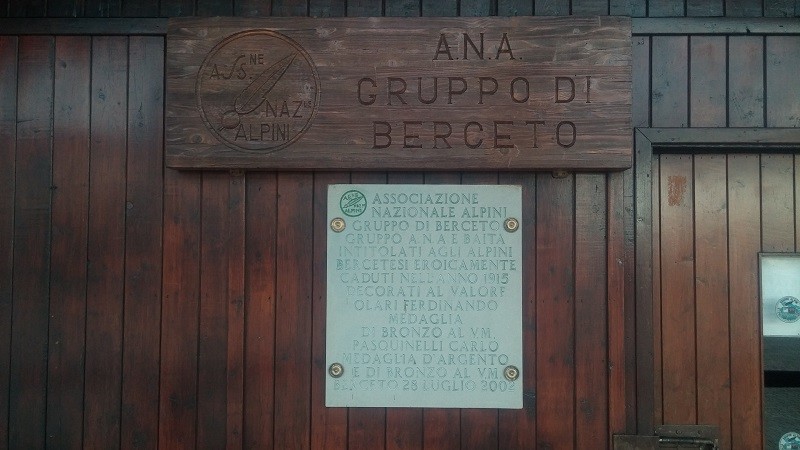 ASS.NE
NAZ.LE
ALPINI
A.N.A.
GRUPPO DI
BERCETO
ASSOCIAZIONE
NAZIONALE ALPINI
GRUPPO DI BERCETO
GRUPPO A.N.A E BAITA
INTITOLATI AGLI ALPINI
BERCETESI EROICAMENTE
CADUTI NELL'ANNO 1915
DECORATI AL VALORE
OLARI FERDINANDO
MEDAGLIA
DI BRONZO AL V.M.
PASQUINELLI CARLO
MEDAGLIA D'ARGENTO
E DI BRONZO AL V.M
BERCETO 28 LUGLIO